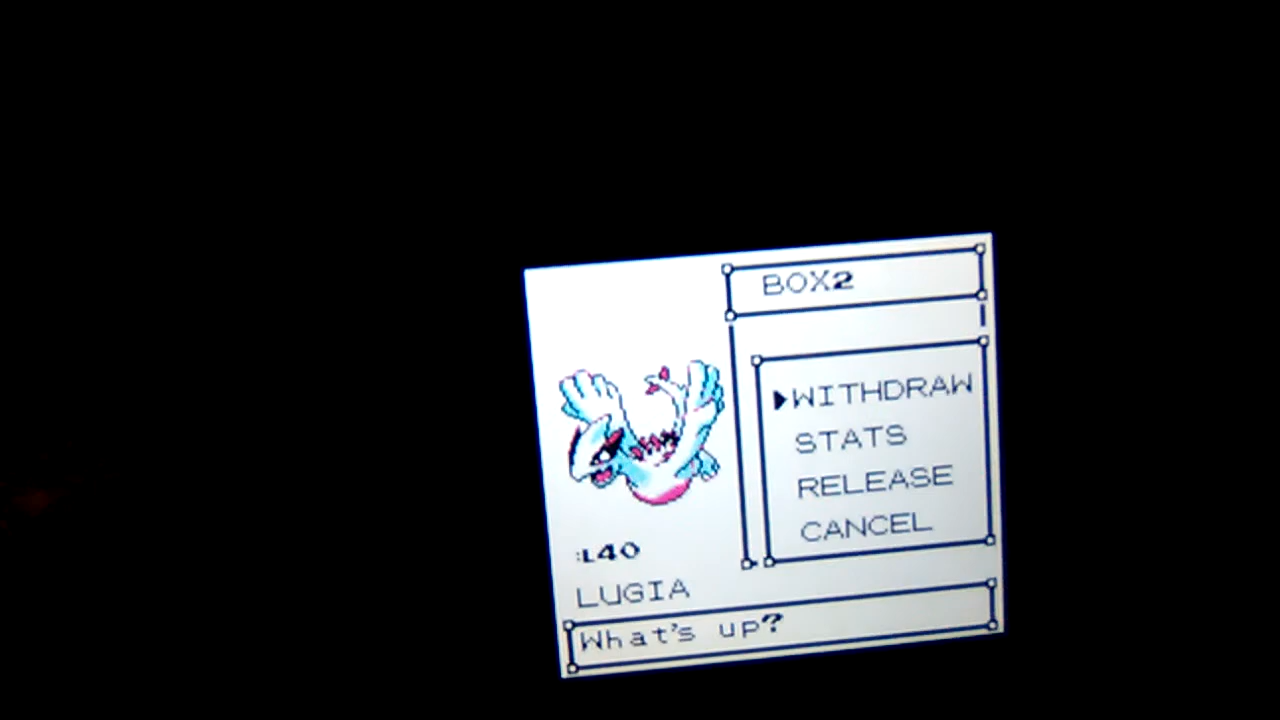 BOX2
▶WITHDRAW
STATS
RELEASE
CANCEL
:L40
LUGIA
What's up?